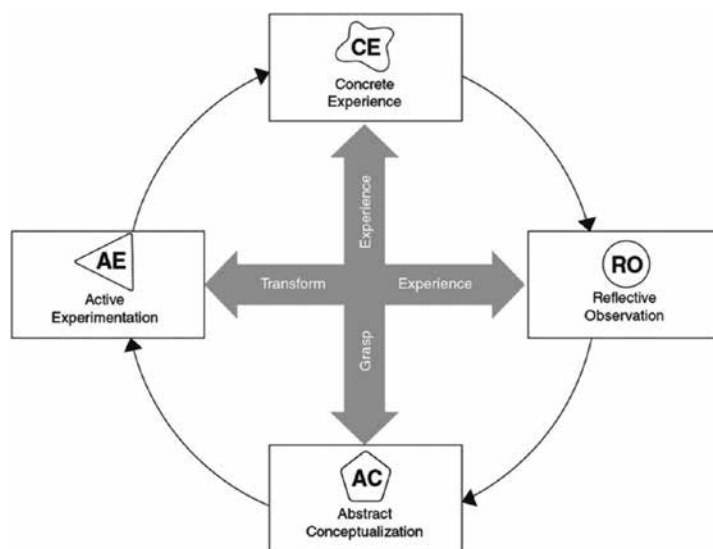 CE
Concrete
Experience
Experience
AE
Active
Experimentation
Transform
Experience
RO
Reflective
Observation
Grasp
AC
Abstract
Conceptualization